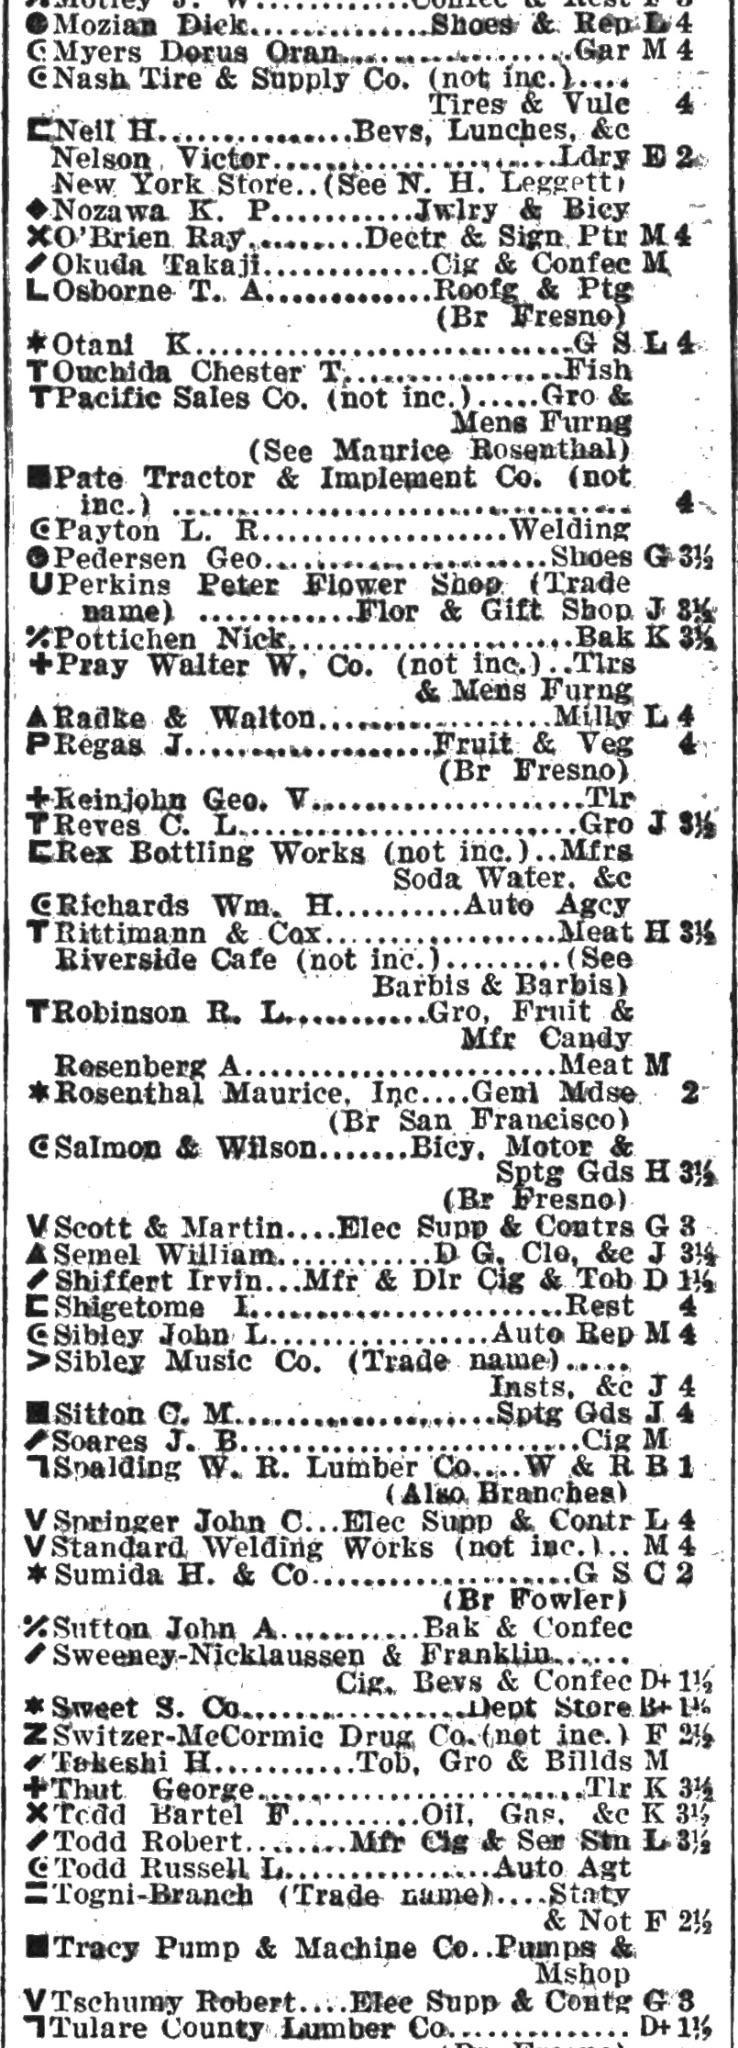 Mozian Dick..............Shoes & Rep L 4
Myers Dorus Oran..................Gar M 4
Nash Tire & Supply Co. (not inc.)....
Tires & Vulc 4
Neil H...............Bevs, Lunches, &c
Nelson Victor......................Ldry E 2
New York Store..(See N. H. Leggett)
Nozawa K. P...........Jwlry & Bicy
O'Brien Ray..........Dectr & Sign Ptr M 4
Okuda Takaji.............Cig & Confec M
Osborne T. A.............Roofg & Ptg
(Br Fresno)
Otani K.............................G S L 4
Ouchida Chester T.................Fish
Pacific Sales Co. (not inc.).....Gro &
Mens Furng
(See Maurice Rosenthal)
Pate Tractor & Implement Co. (not
inc.) ................................... 4
Payton L. R...................Welding
Pedersen Geo......................Shoes G 3½
Perkins Peter Flower Shop (Trade
name) ............Flor & Gift Shop J 3½
Pottichen Nick......................Bak K 3½
Pray Walter W. Co. (not inc.)..Tlrs
& Mens Furng
Radke & Walton..................Milly L 4
Regas J...................Fruit & Veg 4
(Br Fresno)
Reinjohn Geo. V.....................Tlr
Reves C. L..........................Gro J 3½
Rex Bottling Works (not inc.)..Mfrs
Soda Water, &c
Richards Wm. H..........Auto Agcy
Rittimann & Cox..................Meat H 3½
Riverside Cafe (not inc.).........(See
Barbis & Barbis)
Robinson R. L...........Gro, Fruit &
Mfr Candy
Rosenberg A........................Meat M
Rosenthal Maurice, Inc....Genl Mdse 2
(Br San Francisco)
Salmon & Wilson.......Bicy, Motor &
Sptg Gds H 3½
(Br Fresno)
Scott & Martin....Elec Supp & Contrs G 3
Semel William............D G, Clo, &c J 3½
Shiffert Irvin...Mfr & Dlr Cig & Tob D 1½
Shigetome I........................Rest 4
Sibley John L.................Auto Rep M 4
Sibley Music Co. (Trade name).....
Insts, &c J 4
Sitton C. M....................Sptg Gds J 4
Soares J. B..........................Cig M
Spalding W. R. Lumber Co....W & R B 1
(Also Branches)
Springer John C...Elec Supp & Contr L 4
Standard Welding Works (not inc.).. M 4
Sumida H. & Co....................G S C 2
(Br Fowler)
Sutton John A...........Bak & Confec
Sweeney-Nicklaussen & Franklin......
Cig, Bevs & Confec D+ 1½
Sweet S. Co.................Dept Store B+ 1½
Switzer-McCormic Drug Co.(not inc.) F 2½
Takeshi H...........Tob, Gro & Billds M
Thut George.........................Tlr K 3½
Todd Bartel F..........Oil, Gas, &c K 3½
Todd Robert........Mfr Cig & Ser Stn L 3½
Todd Russell L................Auto Agt
Togni-Branch (Trade name)....Staty
& Not F 2½
Tracy Pump & Machine Co..Pumps &
Mshop
Tschumy Robert....Elec Supp & Contg G 3
Tulare County Lumber Co.............. D+ 1½